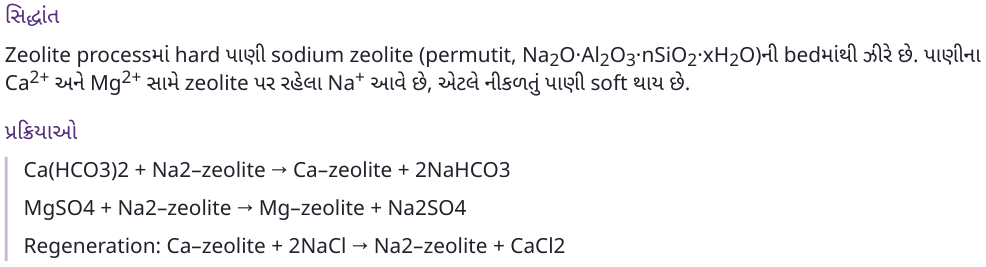 સિદ્ધાંત
Zeolite processમાં hard પાણી sodium zeolite (permutit, Na₂O·Al₂O₃·nSiO₂·xH₂O)ની bedમાંથી ઝીરે છે. પાણીના
Ca²⁺ અને Mg²⁺ સામે zeolite પર રહેલા Na⁺ આવે છે, એટલે નીકળતું પાણી soft થાય છે.
પ્રક્રિયાઓ
Ca(HCO3)2 + Na2–zeolite → Ca–zeolite + 2NaHCO3
MgSO4 + Na2–zeolite → Mg–zeolite + Na2SO4
Regeneration: Ca–zeolite + 2NaCl → Na2–zeolite + CaCl2